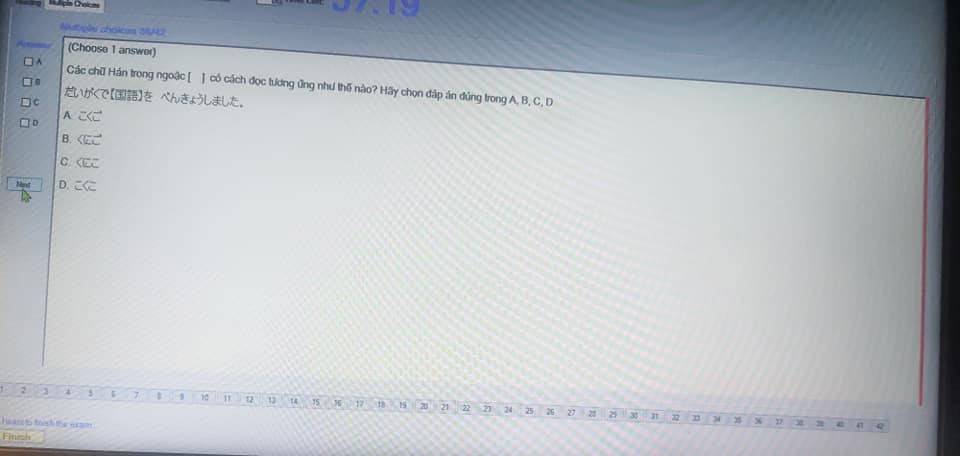 Multiple Choices
37:19
Multiple choices 36/42
Answer
(Choose 1 answer)
A
Các chữ Hán trong ngoặc [ ] có cách đọc tương ứng như thế nào? Hãy chọn đáp án đúng trong A, B, C, D
B
だいがくで【国語】を べんきょうしました。
C
A. こくご
D
B. くにご
C. くにこ
Next
D. こくこ
1 2 3 4 5 6 7 8 9 10 11 12 13 14 15 16 17 18 19 20 21 22 23 24 25 26 27 28 29 30 31 32 33 34 35 36 37 38 39 40 41 42
I want to finish the exam
Finish